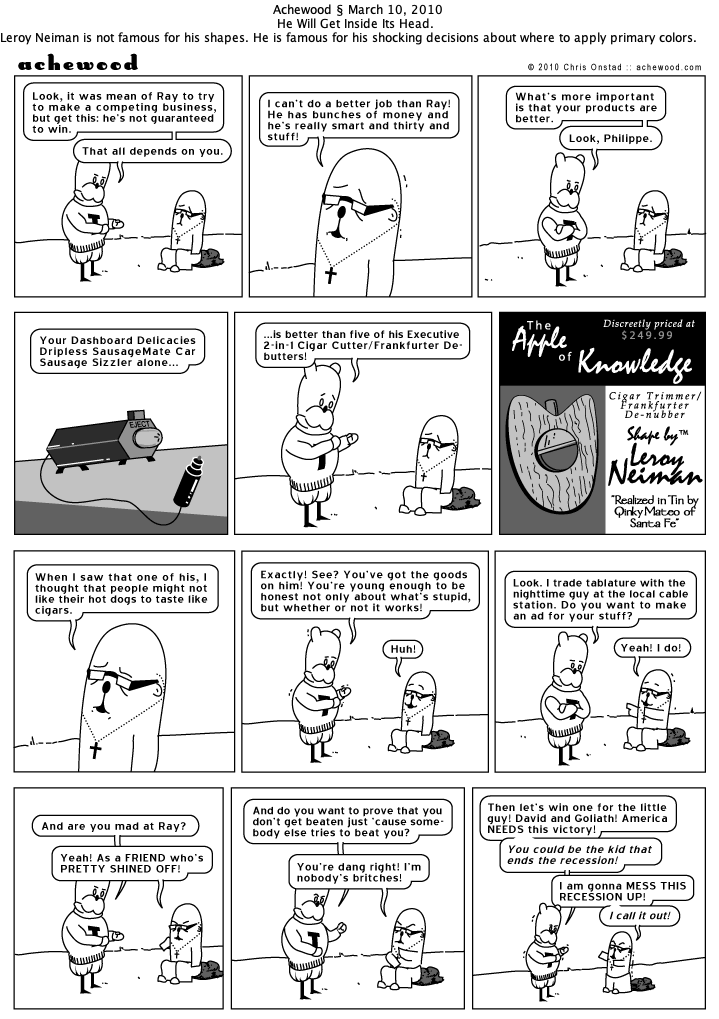 Achewood § March 10, 2010
He Will Get Inside Its Head.
Leroy Neiman is not famous for his shapes. He is famous for his shocking decisions about where to apply primary colors.
achewood
© 2010 Chris Onstad :: achewood.com
Look, it was mean of Ray to try
to make a competing business,
but get this: he's not guaranteed
to win.
That all depends on you.
I can't do a better job than Ray!
He has bunches of money and
he's really smart and thirty and
stuff!
What's more important
is that your products are
better.
Look, Philippe.
Your Dashboard Delicacies
Dripless SausageMate Car
Sausage Sizzler alone...
EJECT
...is better than five of his Executive
2-in-1 Cigar Cutter/Frankfurter De-
butters!
The
Apple
of
Knowledge
Discreetly priced at
$249.99
Cigar Trimmer/
Frankfurter
De-nubber
Shape by™
Leroy
Neiman
"Realized in Tin by
Qinky Mateo of
Santa Fe"
When I saw that one of his, I
thought that people might not
like their hot dogs to taste like
cigars.
Exactly! See? You've got the goods
on him! You're young enough to be
honest not only about what's stupid,
but whether or not it works!
Huh!
Look. I trade tablature with the
nighttime guy at the local cable
station. Do you want to make
an ad for your stuff?
Yeah! I do!
And are you mad at Ray?
Yeah! As a FRIEND who's
PRETTY SHINED OFF!
And do you want to prove that you
don't get beaten just 'cause some-
body else tries to beat you?
You're dang right! I'm
nobody's britches!
Then let's win one for the little
guy! David and Goliath! America
NEEDS this victory!
You could be the kid that
ends the recession!
I am gonna MESS THIS
RECESSION UP!
I call it out!